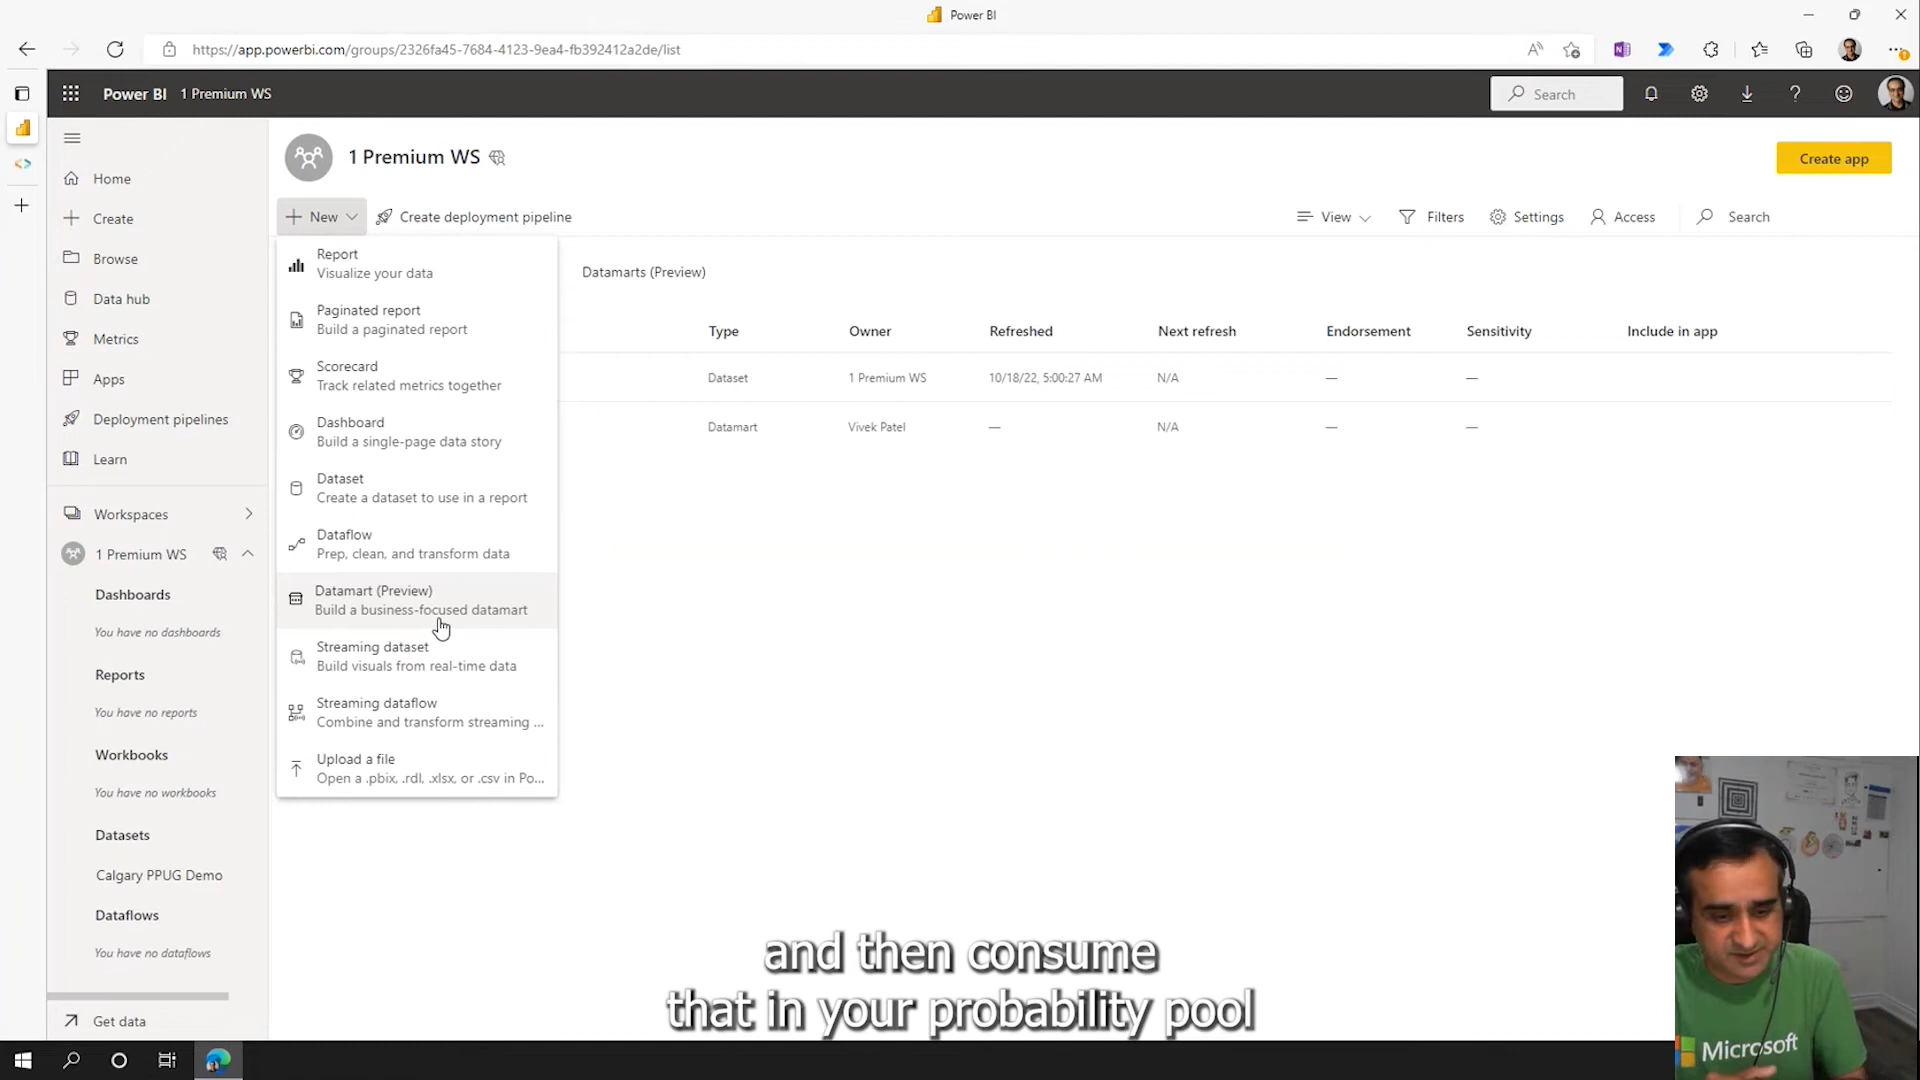 Power BI
https://app.powerbi.com/groups/2326fa45-7684-4123-9ea4-fb392412a2de/list
Power BI 1 Premium WS
Search
1 Premium WS
Create app
New
Create deployment pipeline
View
Filters
Settings
Access
Search
Home
Create
Browse
Data hub
Metrics
Apps
Deployment pipelines
Learn
Workspaces
1 Premium WS
Dashboards
You have no dashboards
Reports
You have no reports
Workbooks
You have no workbooks
Datasets
Calgary PPUG Demo
Dataflows
You have no dataflows
Get data
Report
Visualize your data
Paginated report
Build a paginated report
Scorecard
Track related metrics together
Dashboard
Build a single-page data story
Dataset
Create a dataset to use in a report
Dataflow
Prep, clean, and transform data
Datamart (Preview)
Build a business-focused datamart
Streaming dataset
Build visuals from real-time data
Streaming dataflow
Combine and transform streaming ...
Upload a file
Open a .pbix, .rdl, .xlsx, or .csv in Po...
Datamarts (Preview)
Type Owner Refreshed Next refresh Endorsement Sensitivity Include in app
Dataset 1 Premium WS 10/18/22, 5:00:27 AM N/A — —
Datamart Vivek Patel — N/A — —
and then consume
that in your probability pool
Microsoft